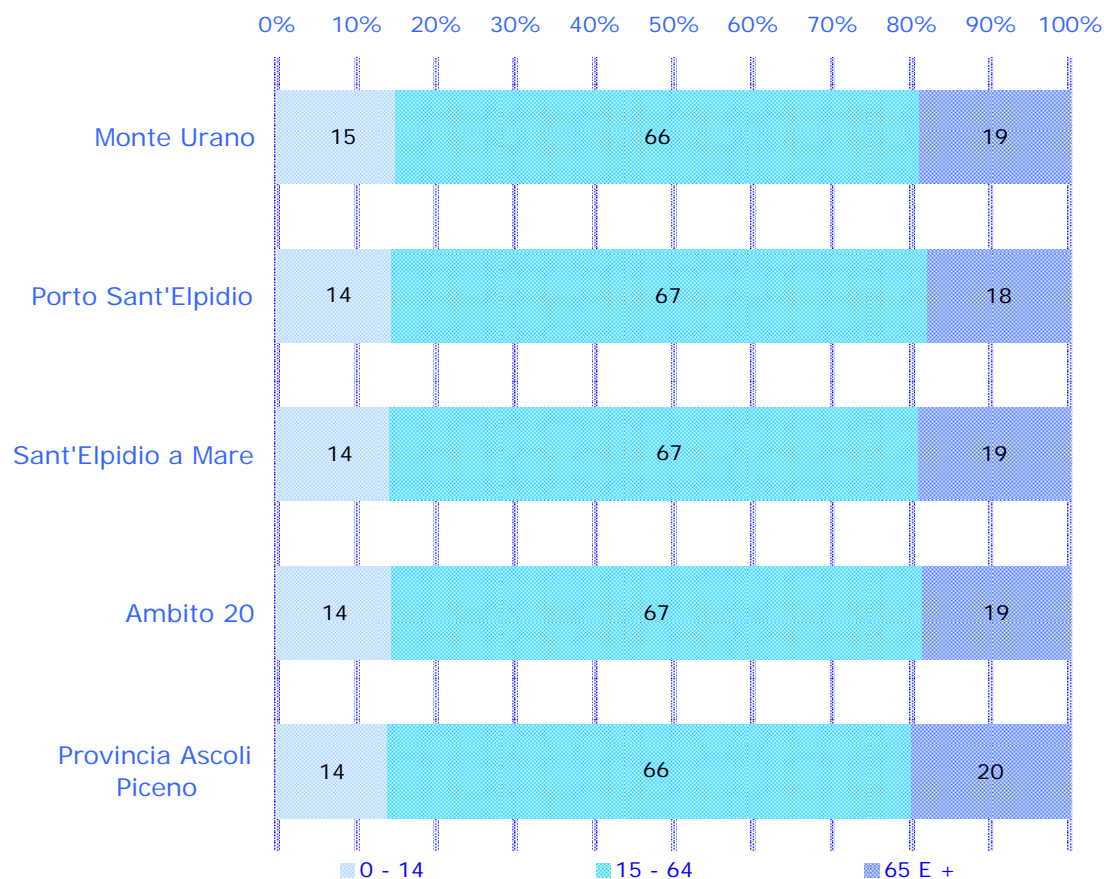 0% 10% 20% 30% 40% 50% 60% 70% 80% 90% 100%
Monte Urano 15 66 19
Porto Sant'Elpidio 14 67 18
Sant'Elpidio a Mare 14 67 19
Ambito 20 14 67 19
Provincia Ascoli
Piceno 14 66 20
0 - 14 15 - 64 65 E +